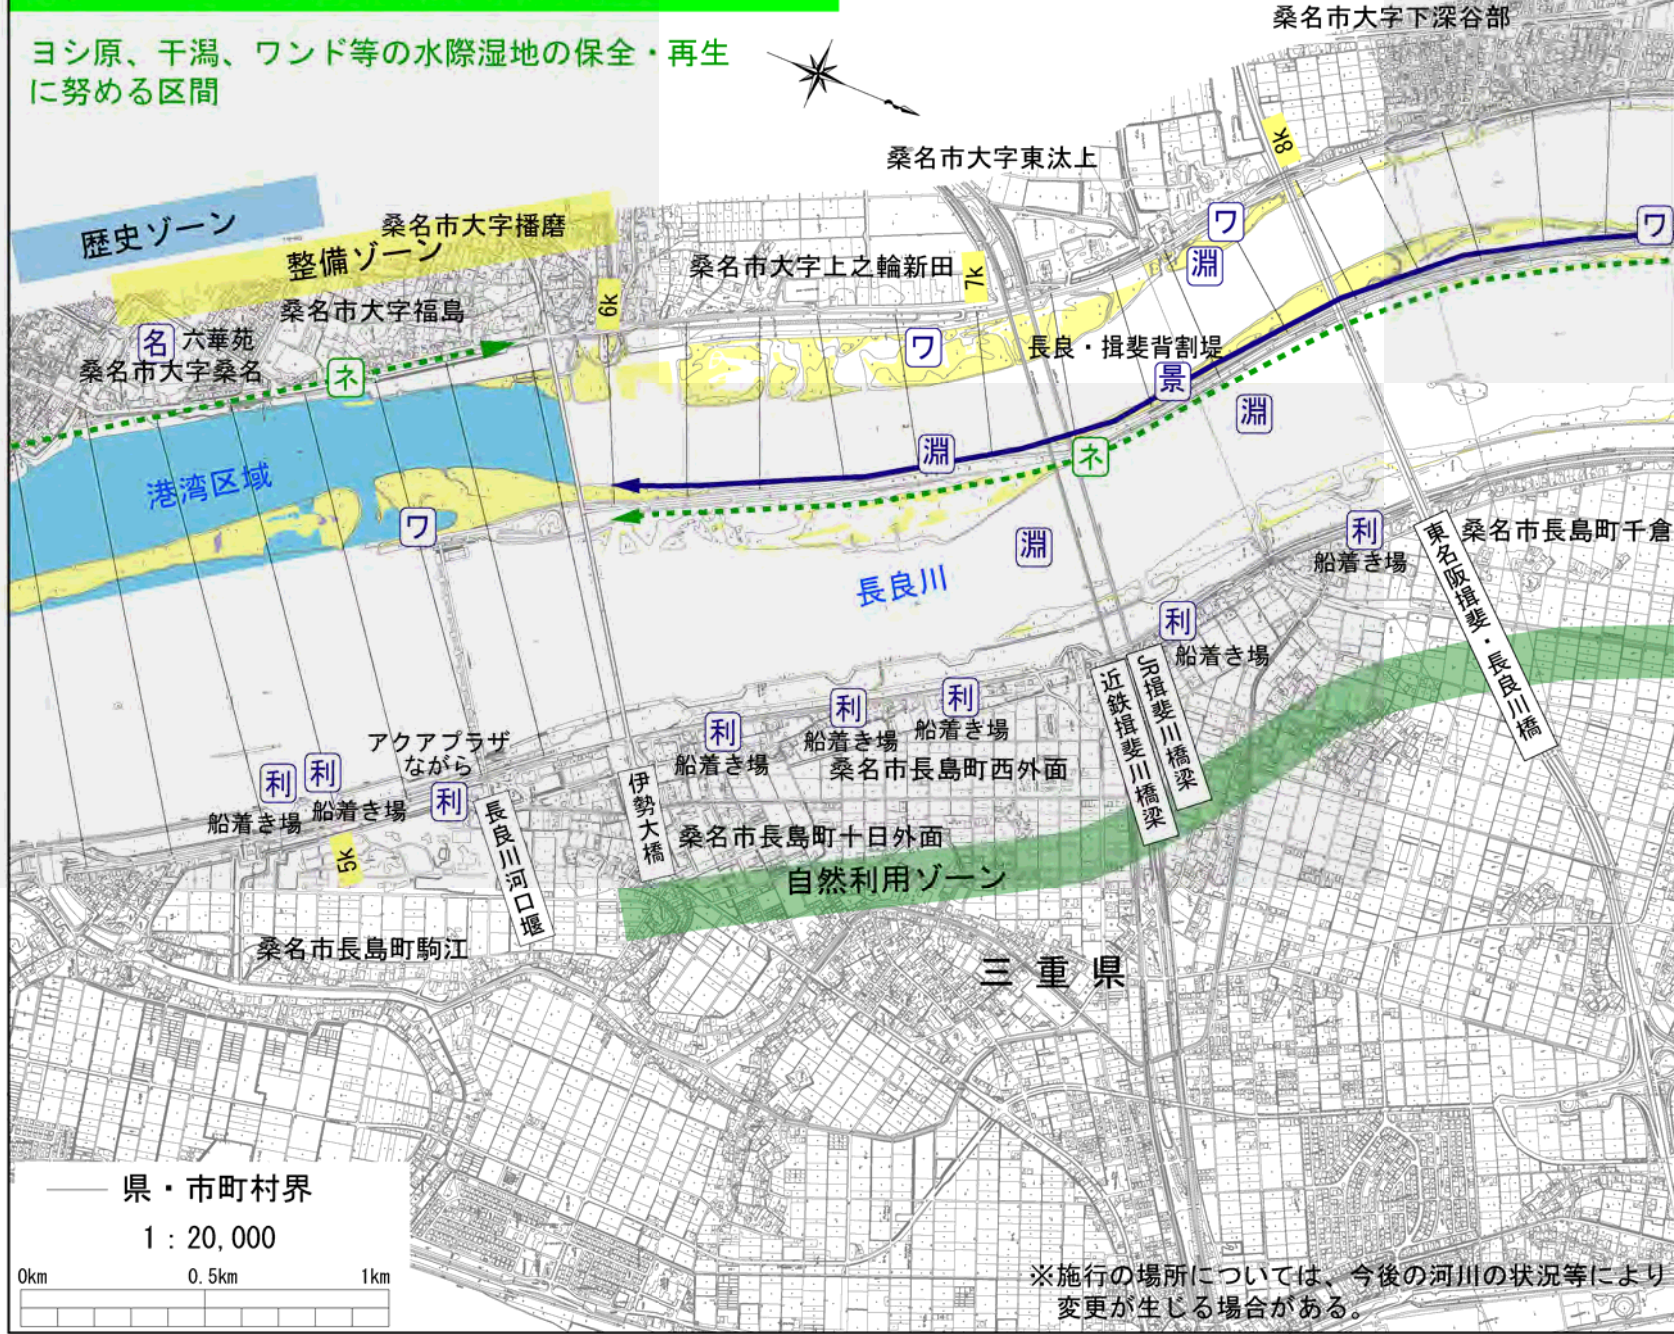 桑名市大字下深谷部
ヨシ原、干潟、ワンド等の水際湿地の保全・再生
に努める区間
8k
桑名市大字東汰上
歴史ゾーン
桑名市大字播磨
整備ゾーン
ワ
ワ
淵
桑名市大字上之輪新田
7k
6k
桑名市大字福島
名 六華苑
桑名市大字桑名
ネ
ワ
長良・揖斐背割堤
景
淵
淵
ネ
港湾区域
ワ
淵
長良川
利
船着き場
桑名市長島町千倉
東名阪揖斐・長良川橋
利
船着き場
JR揖斐川橋梁
近鉄揖斐川橋梁
利
船着き場
利
船着き場
利
船着き場
桑名市長島町西外面
アクアプラザ
ながら
利
利
船着き場
利
船着き場
5k
長良川河口堰
伊勢大橋
桑名市長島町十日外面
自然利用ゾーン
桑名市長島町駒江
三重県
県・市町村界
1：20,000
0km 0.5km 1km
※施行の場所については、今後の河川の状況等により
変更が生じる場合がある。